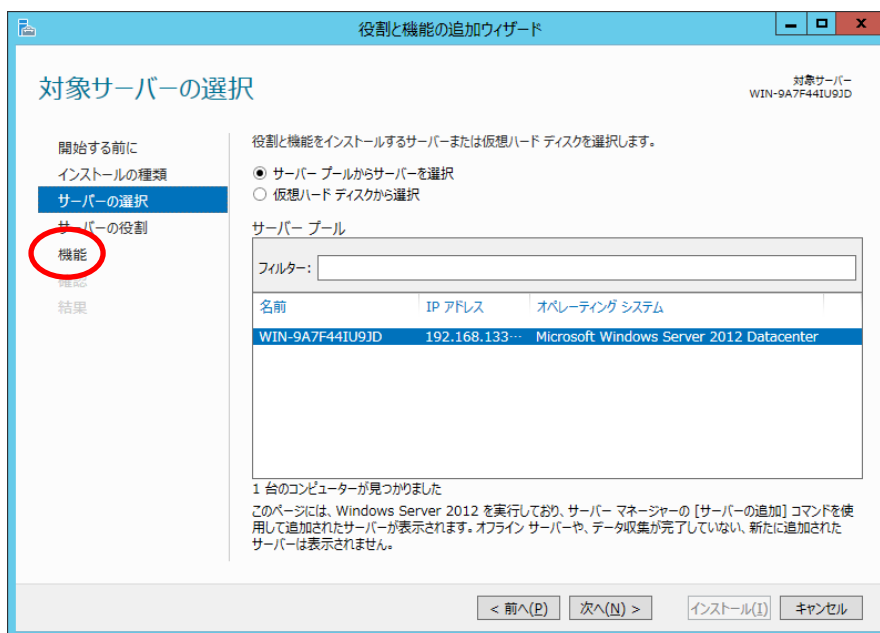 役割と機能の追加ウィザード
対象サーバーの選択
対象サーバー
WIN-9A7F44IU9JD
開始する前に
インストールの種類
サーバーの選択
サーバーの役割
機能
確認
結果
役割と機能をインストールするサーバーまたは仮想ハード ディスクを選択します。
サーバー プールからサーバーを選択
仮想ハード ディスクから選択
サーバー プール
フィルター:
名前 IP アドレス オペレーティング システム
WIN-9A7F44IU9JD 192.168.133… Microsoft Windows Server 2012 Datacenter
1 台のコンピューターが見つかりました
このページには、Windows Server 2012 を実行しており、サーバー マネージャーの [サーバーの追加] コマンドを使
用して追加されたサーバーが表示されます。オフライン サーバーや、データ収集が完了していない、新たに追加された
サーバーは表示されません。
< 前へ(P) 次へ(N) > インストール(I) キャンセル